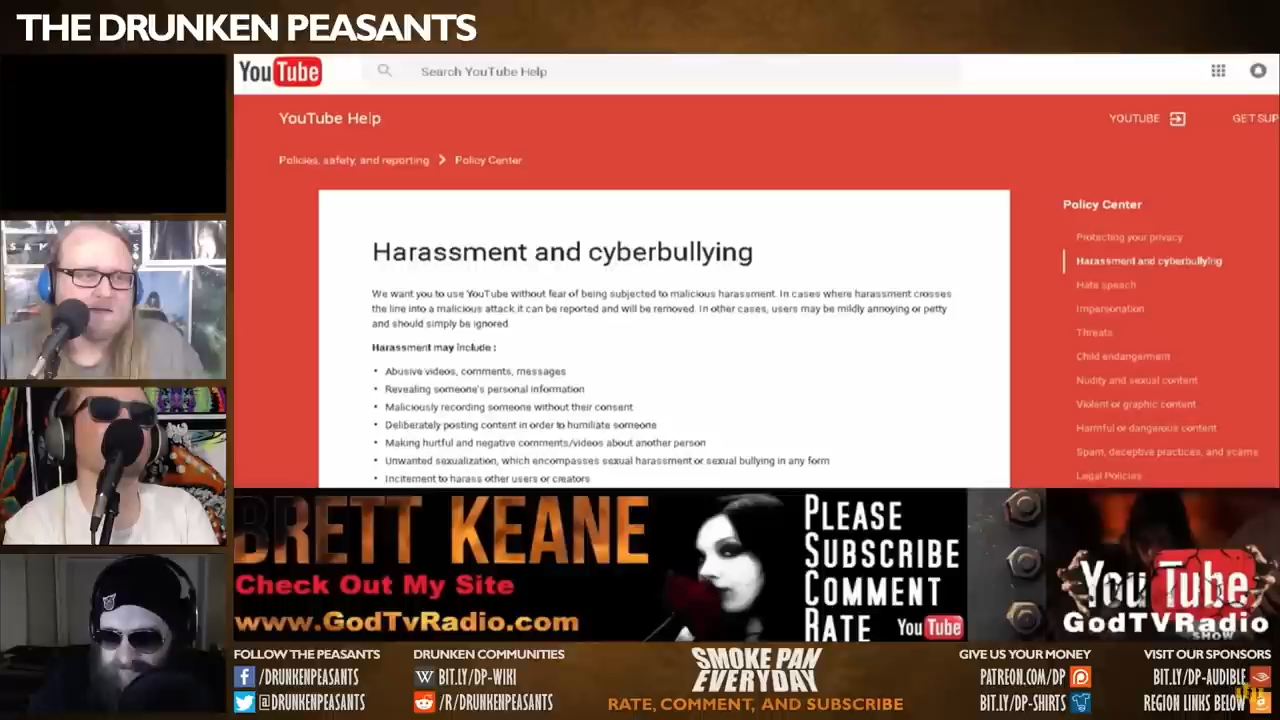 THE DRUNKEN PEASANTS
YouTube
Search YouTube Help
YouTube Help
YOUTUBE
GET SUP
Policies, safety, and reporting
Policy Center
Harassment and cyberbullying
We want you to use YouTube without fear of being subjected to malicious harassment. In cases where harassment crosses
the line into a malicious attack it can be reported and will be removed. In other cases, users may be mildly annoying or petty
and should simply be ignored
Harassment may include :
• Abusive videos, comments, messages
• Revealing someone's personal information
• Maliciously recording someone without their consent
• Deliberately posting content in order to humiliate someone
• Making hurtful and negative comments/videos about another person
• Unwanted sexualization, which encompasses sexual harassment or sexual bullying in any form
• Incitement to harass other users or creators
Policy Center
Protecting your privacy
Harassment and cyberbullying
Hate speech
Impersonation
Threats
Child endangerment
Nudity and sexual content
Violent or graphic content
Harmful or dangerous content
Spam, deceptive practices, and scams
Legal Policies
BRETT KEANE
Check Out My Site
www.GodTvRadio.com
PLEASE
SUBSCRIBE
COMMENT
RATE
YouTube
YouTube
GodTVRadio
SHOW
FOLLOW THE PEASANTS
/DRUNKENPEASANTS
@DRUNKENPEASANTS
DRUNKEN COMMUNITIES
BIT.LY/DP-WIKI
/R/DRUNKENPEASANTS
SMOKE PAN
EVERYDAY
RATE, COMMENT, AND SUBSCRIBE
GIVE US YOUR MONEY
PATREON.COM/DP
BIT.LY/DP-SHIRTS
VISIT OUR SPONSORS
BIT.LY/DP-AUDIBLE
REGION LINKS BELOW